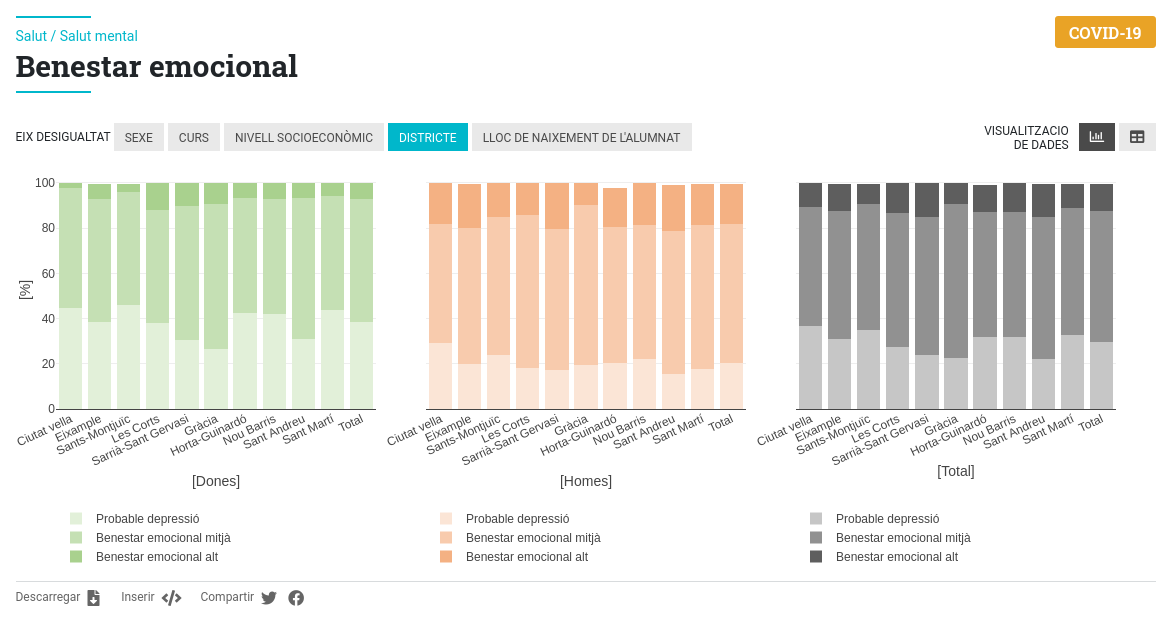 Salut / Salut mental
COVID-19
Benestar emocional
EIX DESIGUALTAT
SEXE
CURS
NIVELL SOCIOECONÒMIC
DISTRICTE
LLOC DE NAIXEMENT DE L'ALUMNAT
VISUALITZACIO
DE DADES
[%]
100
80
60
40
20
0
Ciutat vella
Eixample
Sants-Montjuïc
Les Corts
Sarrià-Sant Gervasi
Gràcia
Horta-Guinardó
Nou Barris
Sant Andreu
Sant Martí
Total
[Dones]
Ciutat vella
Eixample
Sants-Montjuïc
Les Corts
Sarrià-Sant Gervasi
Gràcia
Horta-Guinardó
Nou Barris
Sant Andreu
Sant Martí
Total
[Homes]
Ciutat vella
Eixample
Sants-Montjuïc
Les Corts
Sarrià-Sant Gervasi
Gràcia
Horta-Guinardó
Nou Barris
Sant Andreu
Sant Martí
Total
[Total]
Probable depressió
Benestar emocional mitjà
Benestar emocional alt
Probable depressió
Benestar emocional mitjà
Benestar emocional alt
Probable depressió
Benestar emocional mitjà
Benestar emocional alt
Descarregar
Inserir
Compartir